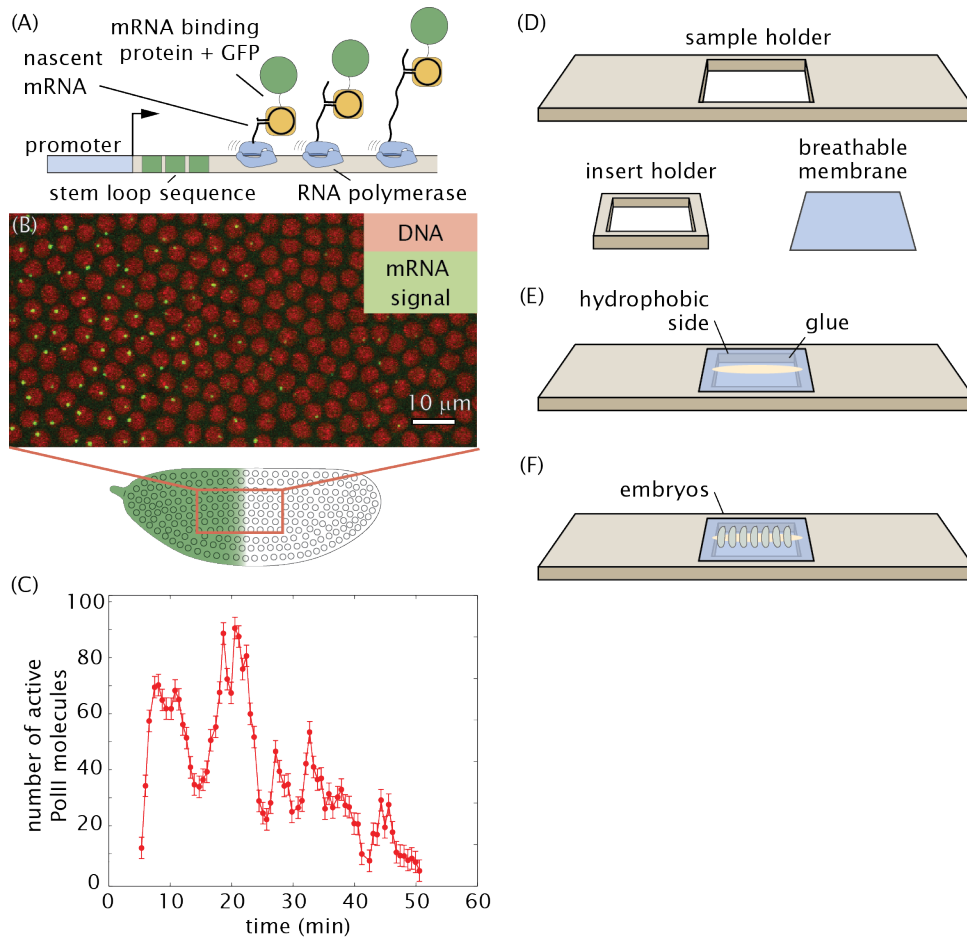 (A)
mRNA binding
protein + GFP
nascent
mRNA
promoter
stem loop sequence
RNA polymerase
(B)
DNA
mRNA
signal
10 μm
(C)
100
80
60
40
20
0
number of active
PolII molecules
0
10
20
30
40
50
60
time (min)
(D)
sample holder
insert holder
breathable
membrane
(E)
hydrophobic
side
glue
(F)
embryos